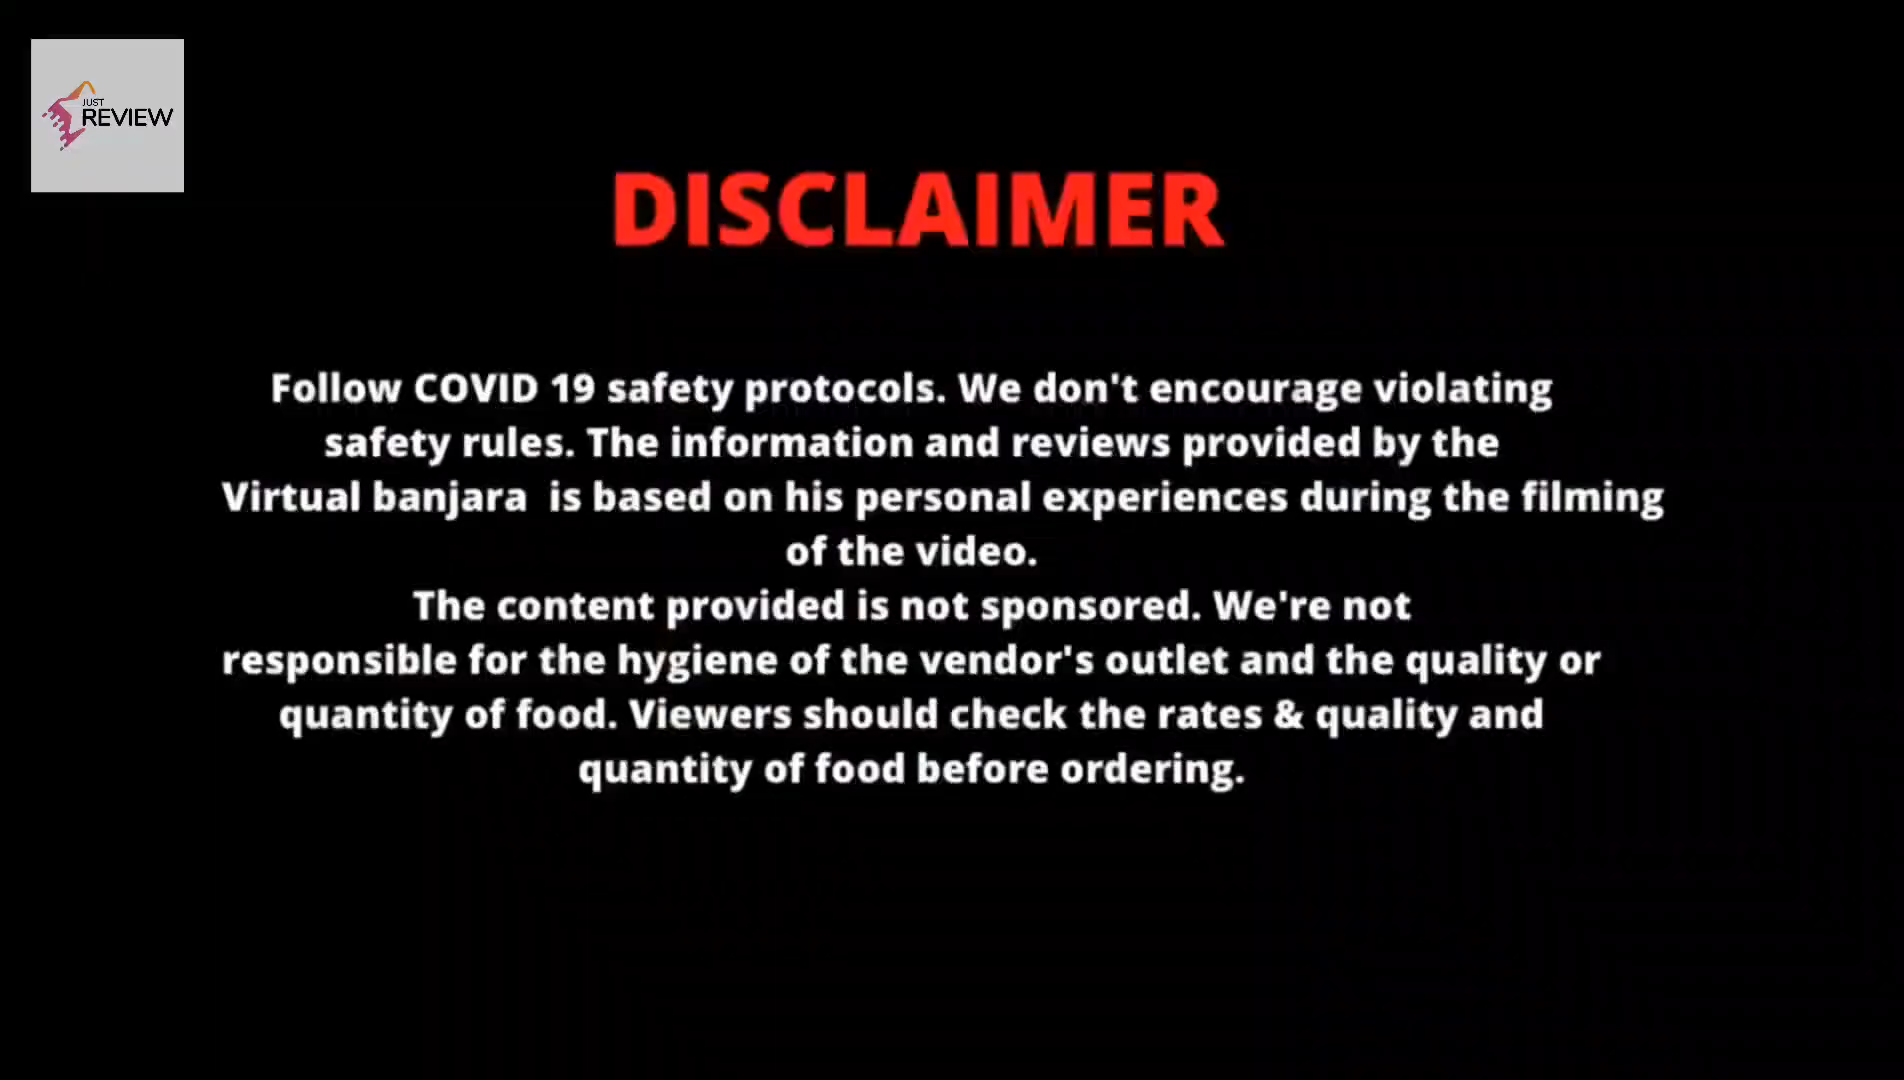 JUST
REVIEW
DISCLAIMER
Follow COVID 19 safety protocols. We don't encourage violating
safety rules. The information and reviews provided by the
Virtual banjara is based on his personal experiences during the filming
of the video.
The content provided is not sponsored. We're not
responsible for the hygiene of the vendor's outlet and the quality or
quantity of food. Viewers should check the rates & quality and
quantity of food before ordering.